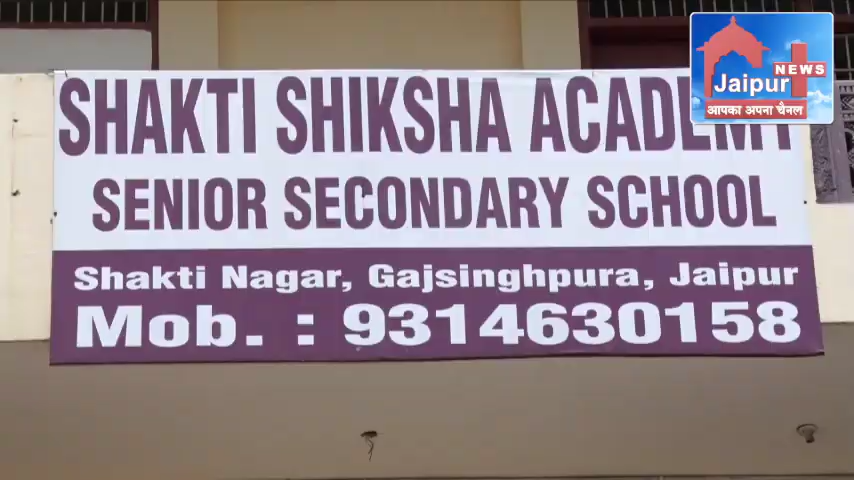 SHAKTI SHIKSHA ACADEMY
SENIOR SECONDARY SCHOOL
Shakti Nagar, Gajsinghpura, Jaipur
Mob. : 9314630158
Jaipur NEWS
आपका अपना चैनल